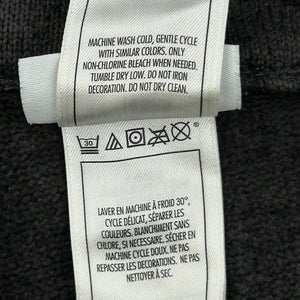 MACHINE WASH COLD, GENTLE CYCLE
WITH SIMILAR COLORS. ONLY
NON-CHLORINE BLEACH WHEN NEEDED.
TUMBLE DRY LOW. DO NOT IRON
DECORATION. DO NOT DRY CLEAN.
30
LAVER EN MACHINE À FROID 30°,
CYCLE DÉLICAT, SÉPARER LES
COULEURS. BLANCHIMENT SANS
CHLORE, SI NECESSAIRE. SÉCHER EN
MACHINE CYCLE DOUX. NE PAS
REPASSER LES DECORATIONS. NE PAS
NETTOYER À SEC.